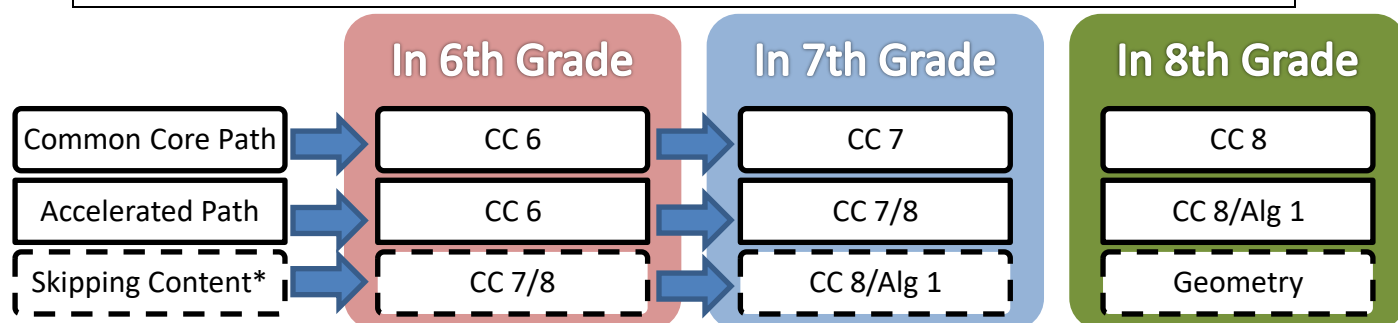 In 6th Grade In 7th Grade In 8th Grade
Common Core Path CC 6 CC 7 CC 8
Accelerated Path CC 6 CC 7/8 CC 8/Alg 1
Skipping Content* CC 7/8 CC 8/Alg 1 Geometry